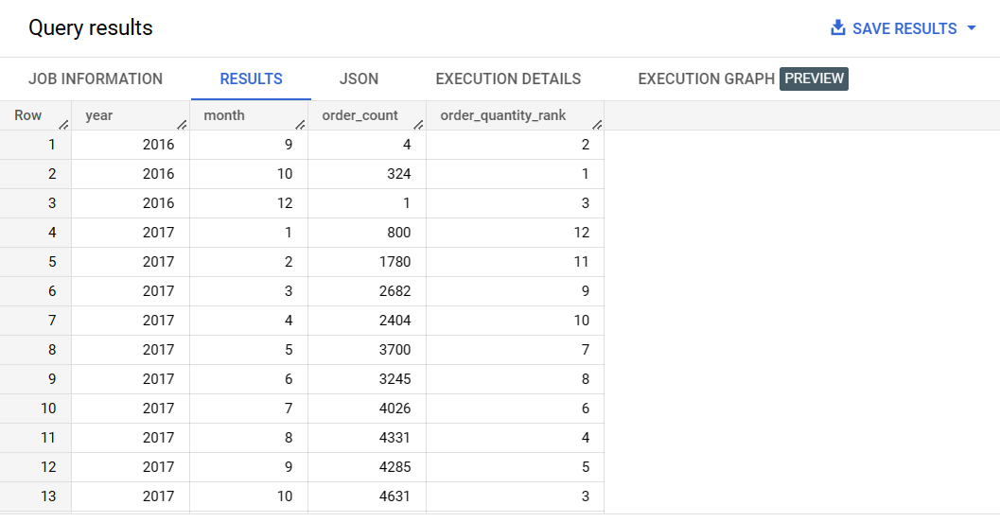 Query results SAVE RESULTS
JOB INFORMATION RESULTS JSON EXECUTION DETAILS EXECUTION GRAPH PREVIEW
Row year month order_count order_quantity_rank
1 2016 9 4 2
2 2016 10 324 1
3 2016 12 1 3
4 2017 1 800 12
5 2017 2 1780 11
6 2017 3 2682 9
7 2017 4 2404 10
8 2017 5 3700 7
9 2017 6 3245 8
10 2017 7 4026 6
11 2017 8 4331 4
12 2017 9 4285 5
13 2017 10 4631 3